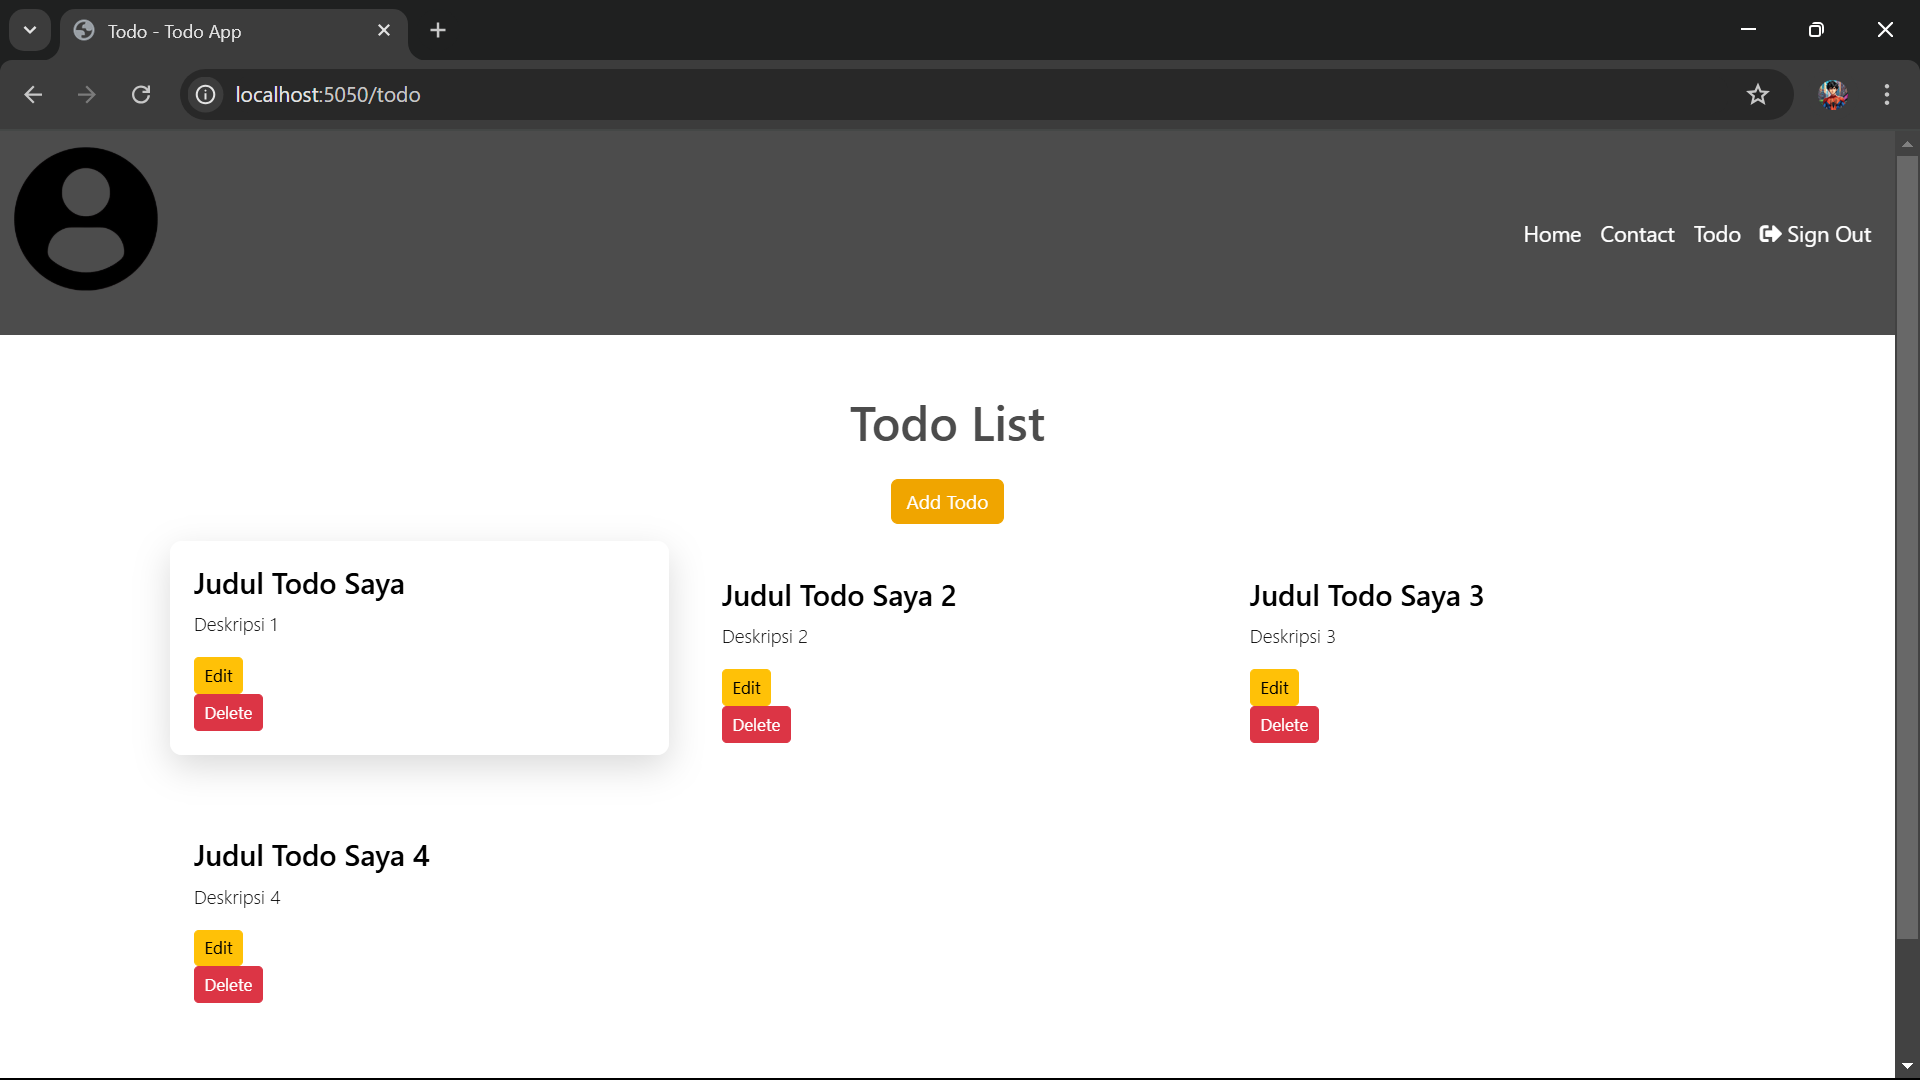 Todo - Todo App
localhost:5050/todo
Home Contact Todo Sign Out
Todo List
Add Todo
Judul Todo Saya
Deskripsi 1
Edit
Delete
Judul Todo Saya 2
Deskripsi 2
Edit
Delete
Judul Todo Saya 3
Deskripsi 3
Edit
Delete
Judul Todo Saya 4
Deskripsi 4
Edit
Delete